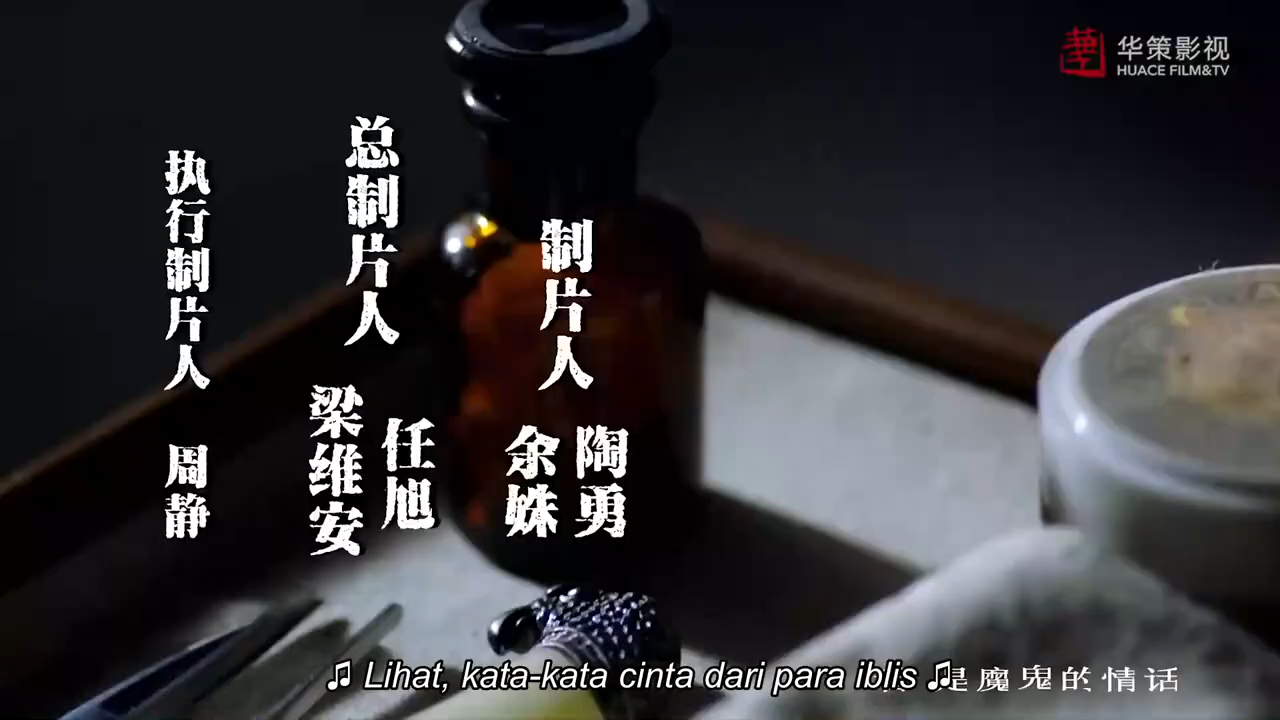 华策影视
HUACE FILM&TV
制片人
陶勇
余姝
总制片人
任旭
梁维安
执行制片人
周静
♫ Lihat, kata-kata cinta dari para iblis ♫
是魔鬼的情话